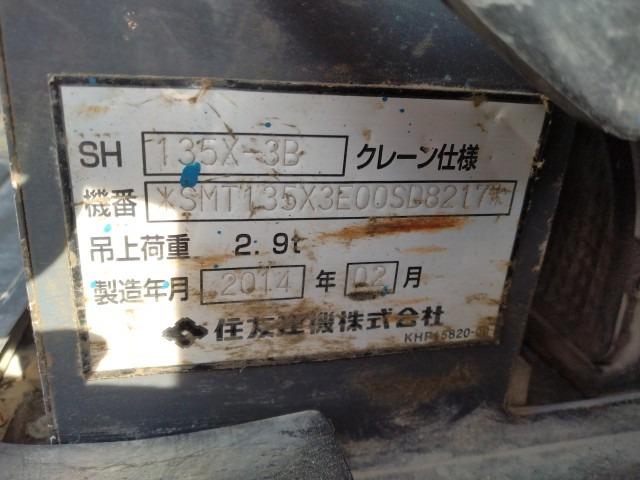 SH 135X-3B クレーン仕様
機番 *SMT135X3E00SD8217*
吊上荷重 2.9t
製造年月 2014 年 02 月
住友建機株式会社